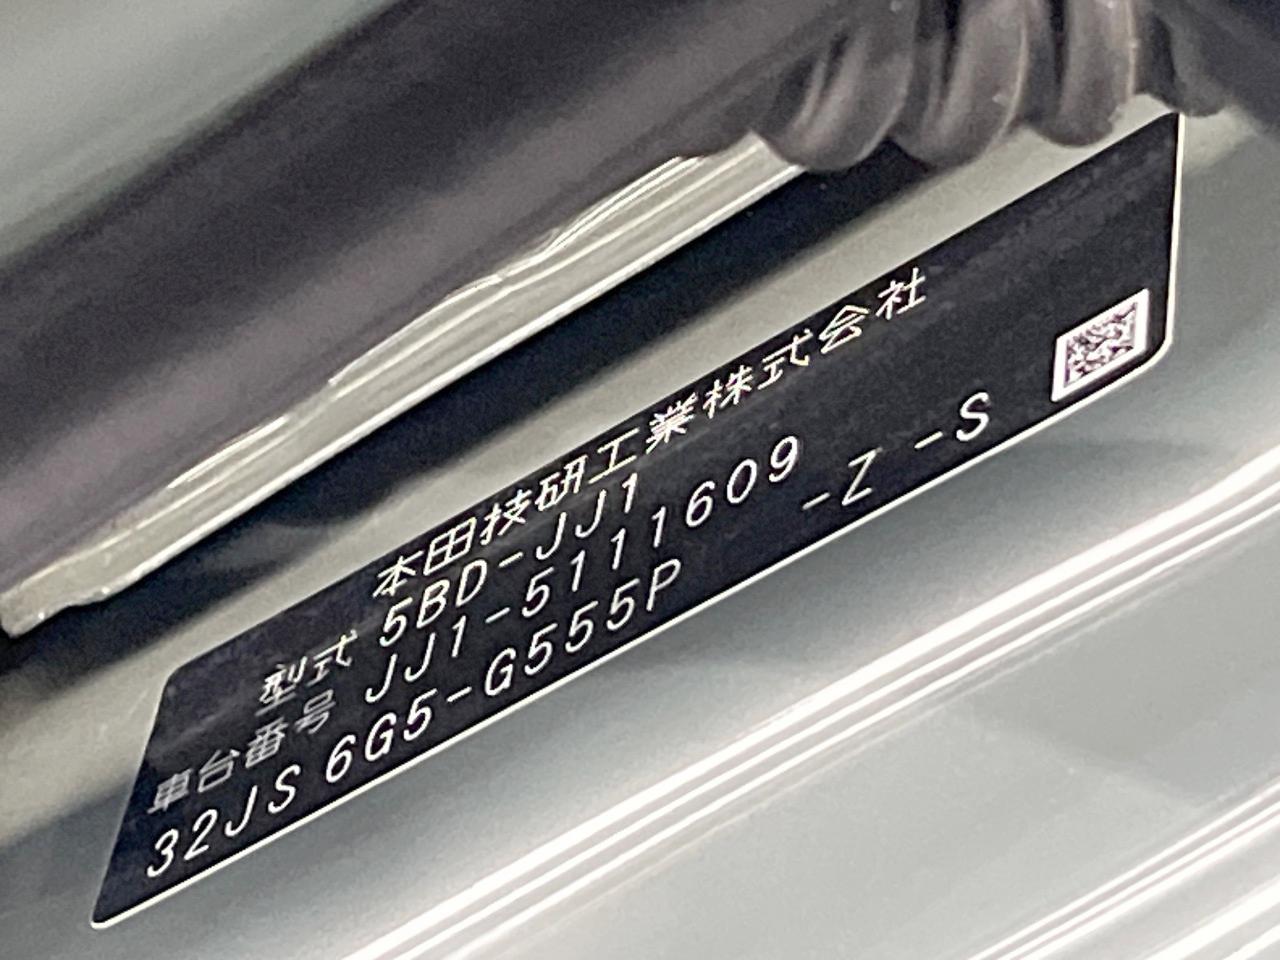 本田技研工業株式会社
型式 5BD-JJ1
車台番号 JJ1-5111609
32JS 6G5-G555P -Z -S